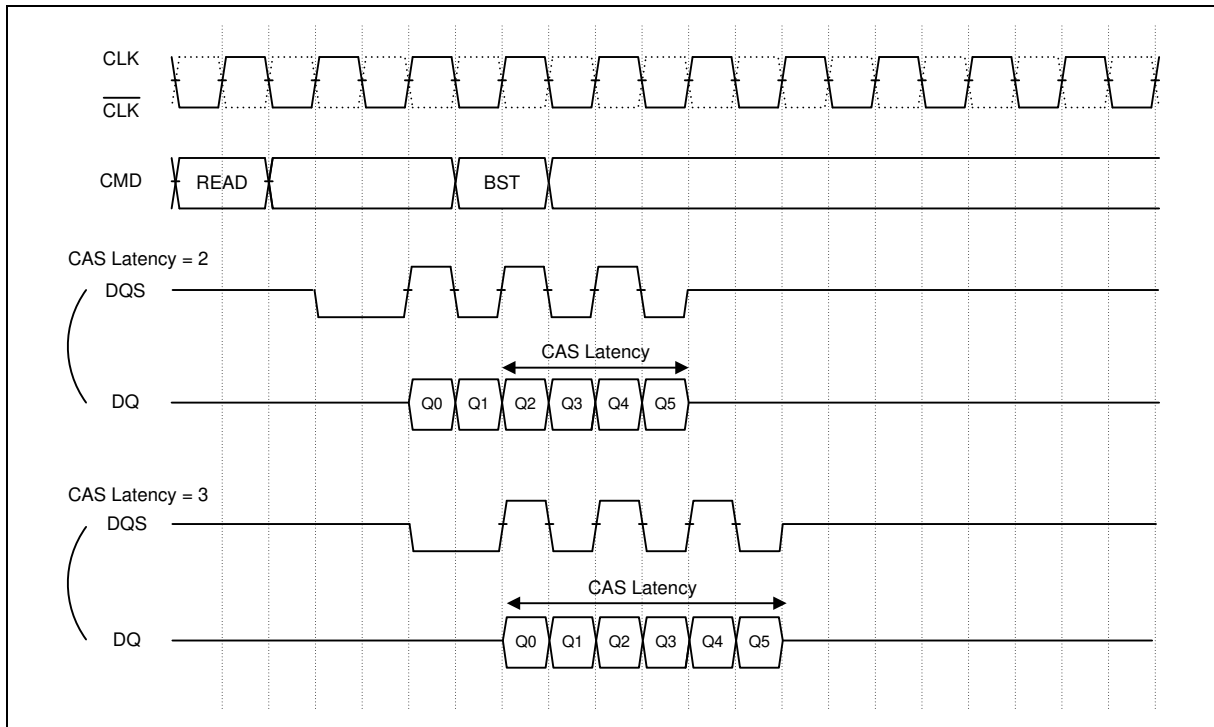 CLK
CLK
CMD READ BST
CAS Latency = 2
DQS
CAS Latency
DQ Q0 Q1 Q2 Q3 Q4 Q5
CAS Latency = 3
DQS
CAS Latency
DQ Q0 Q1 Q2 Q3 Q4 Q5